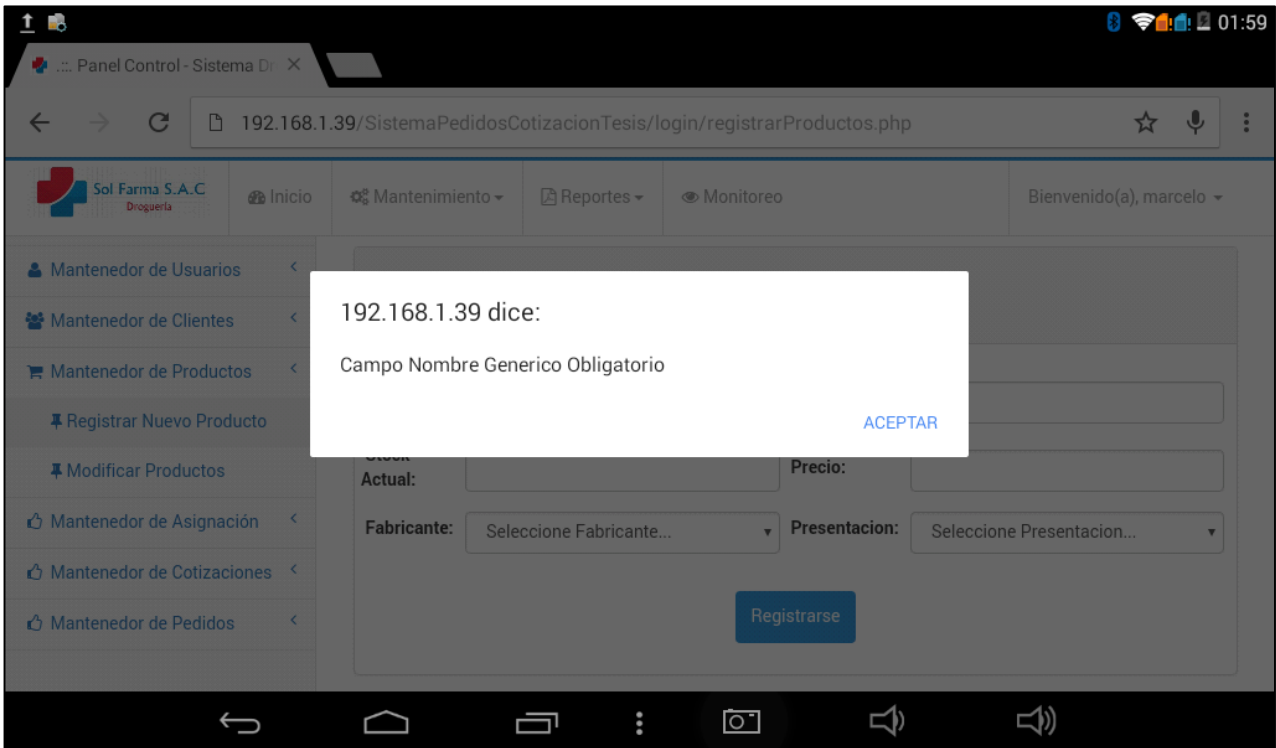 01:59
.::. Panel Control - Sistema Dr
192.168.1.39/SistemaPedidosCotizacionTesis/login/registrarProductos.php
Sol Farma S.A.C
Droguería
Inicio
Mantenimiento
Reportes
Monitoreo
Bienvenido(a), marcelo
Mantenedor de Usuarios
Mantenedor de Clientes
Mantenedor de Productos
Registrar Nuevo Producto
Modificar Productos
Mantenedor de Asignación
Mantenedor de Cotizaciones
Mantenedor de Pedidos
192.168.1.39 dice:
Campo Nombre Generico Obligatorio
ACEPTAR
Stock
Actual:
Precio:
Fabricante:
Seleccione Fabricante...
Presentacion:
Seleccione Presentacion...
Registrarse